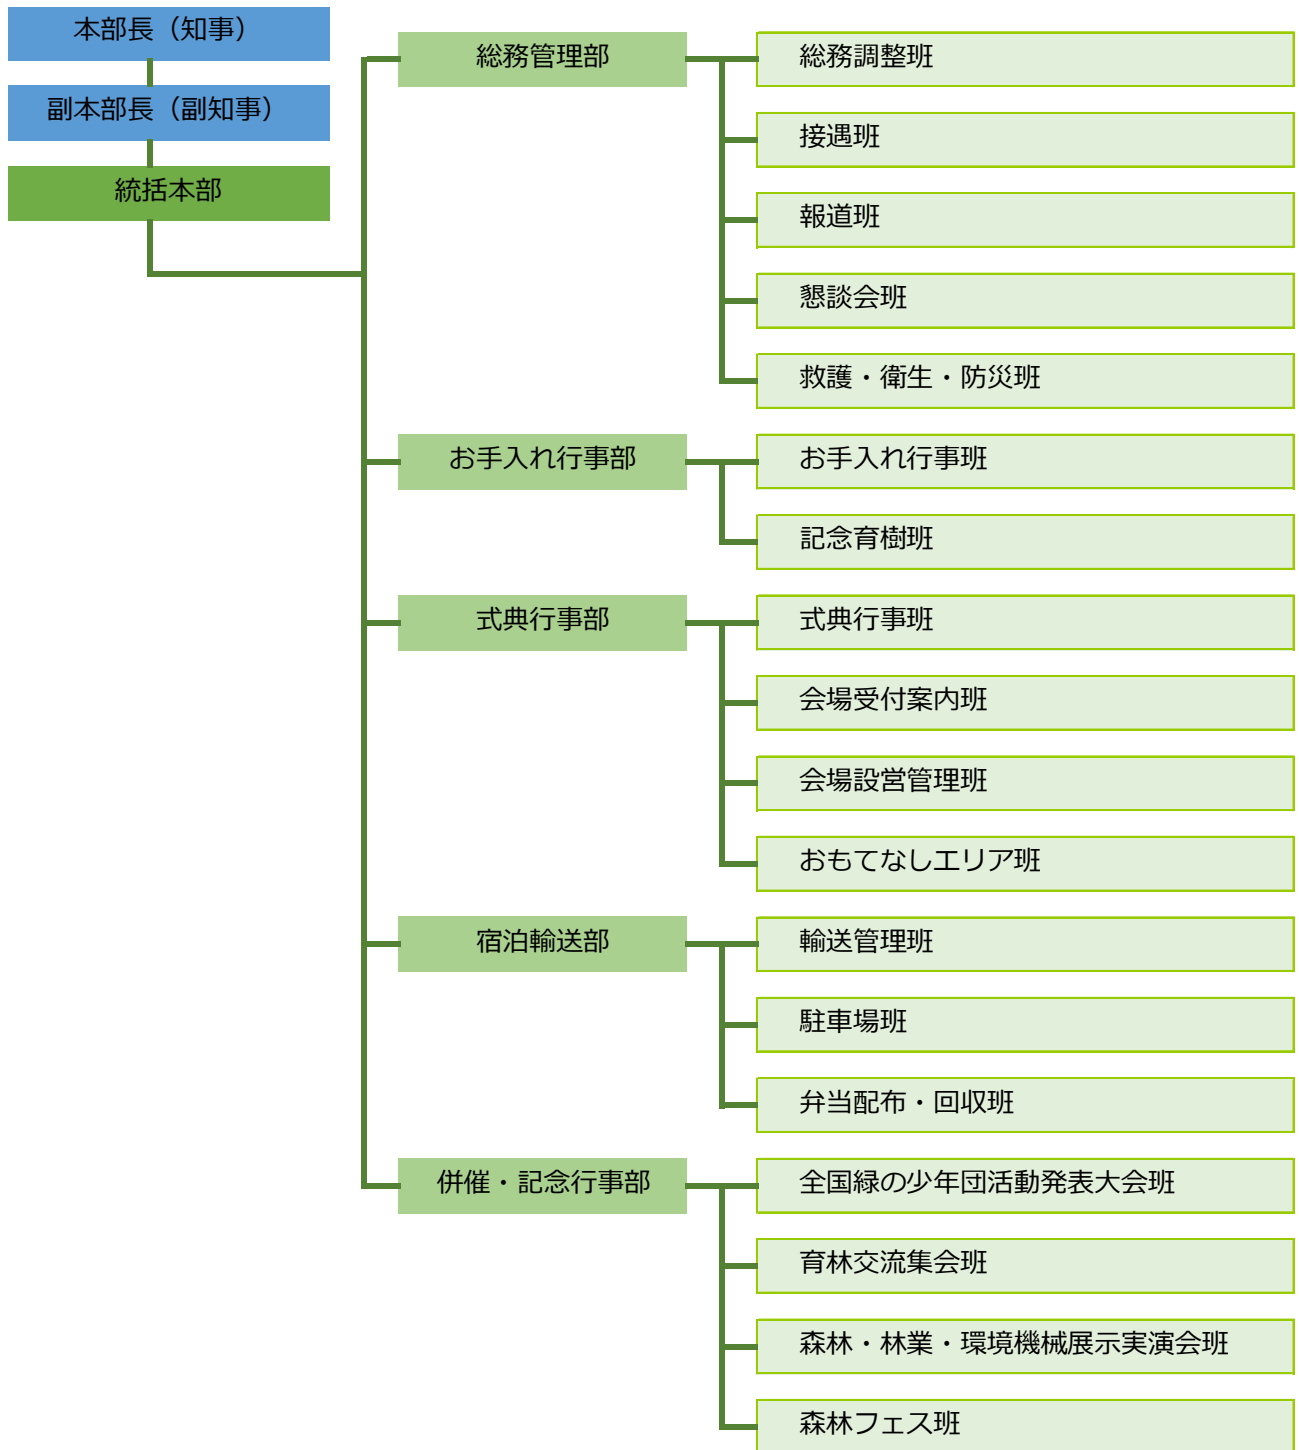 本部長（知事）
副本部長（副知事）
統括本部
総務管理部
総務調整班
接遇班
報道班
懇談会班
救護・衛生・防災班
お手入れ行事部
お手入れ行事班
記念育樹班
式典行事部
式典行事班
会場受付案内班
会場設営管理班
おもてなしエリア班
宿泊輸送部
輸送管理班
駐車場班
弁当配布・回収班
併催・記念行事部
全国緑の少年団活動発表大会班
育林交流集会班
森林・林業・環境機械展示実演会班
森林フェス班